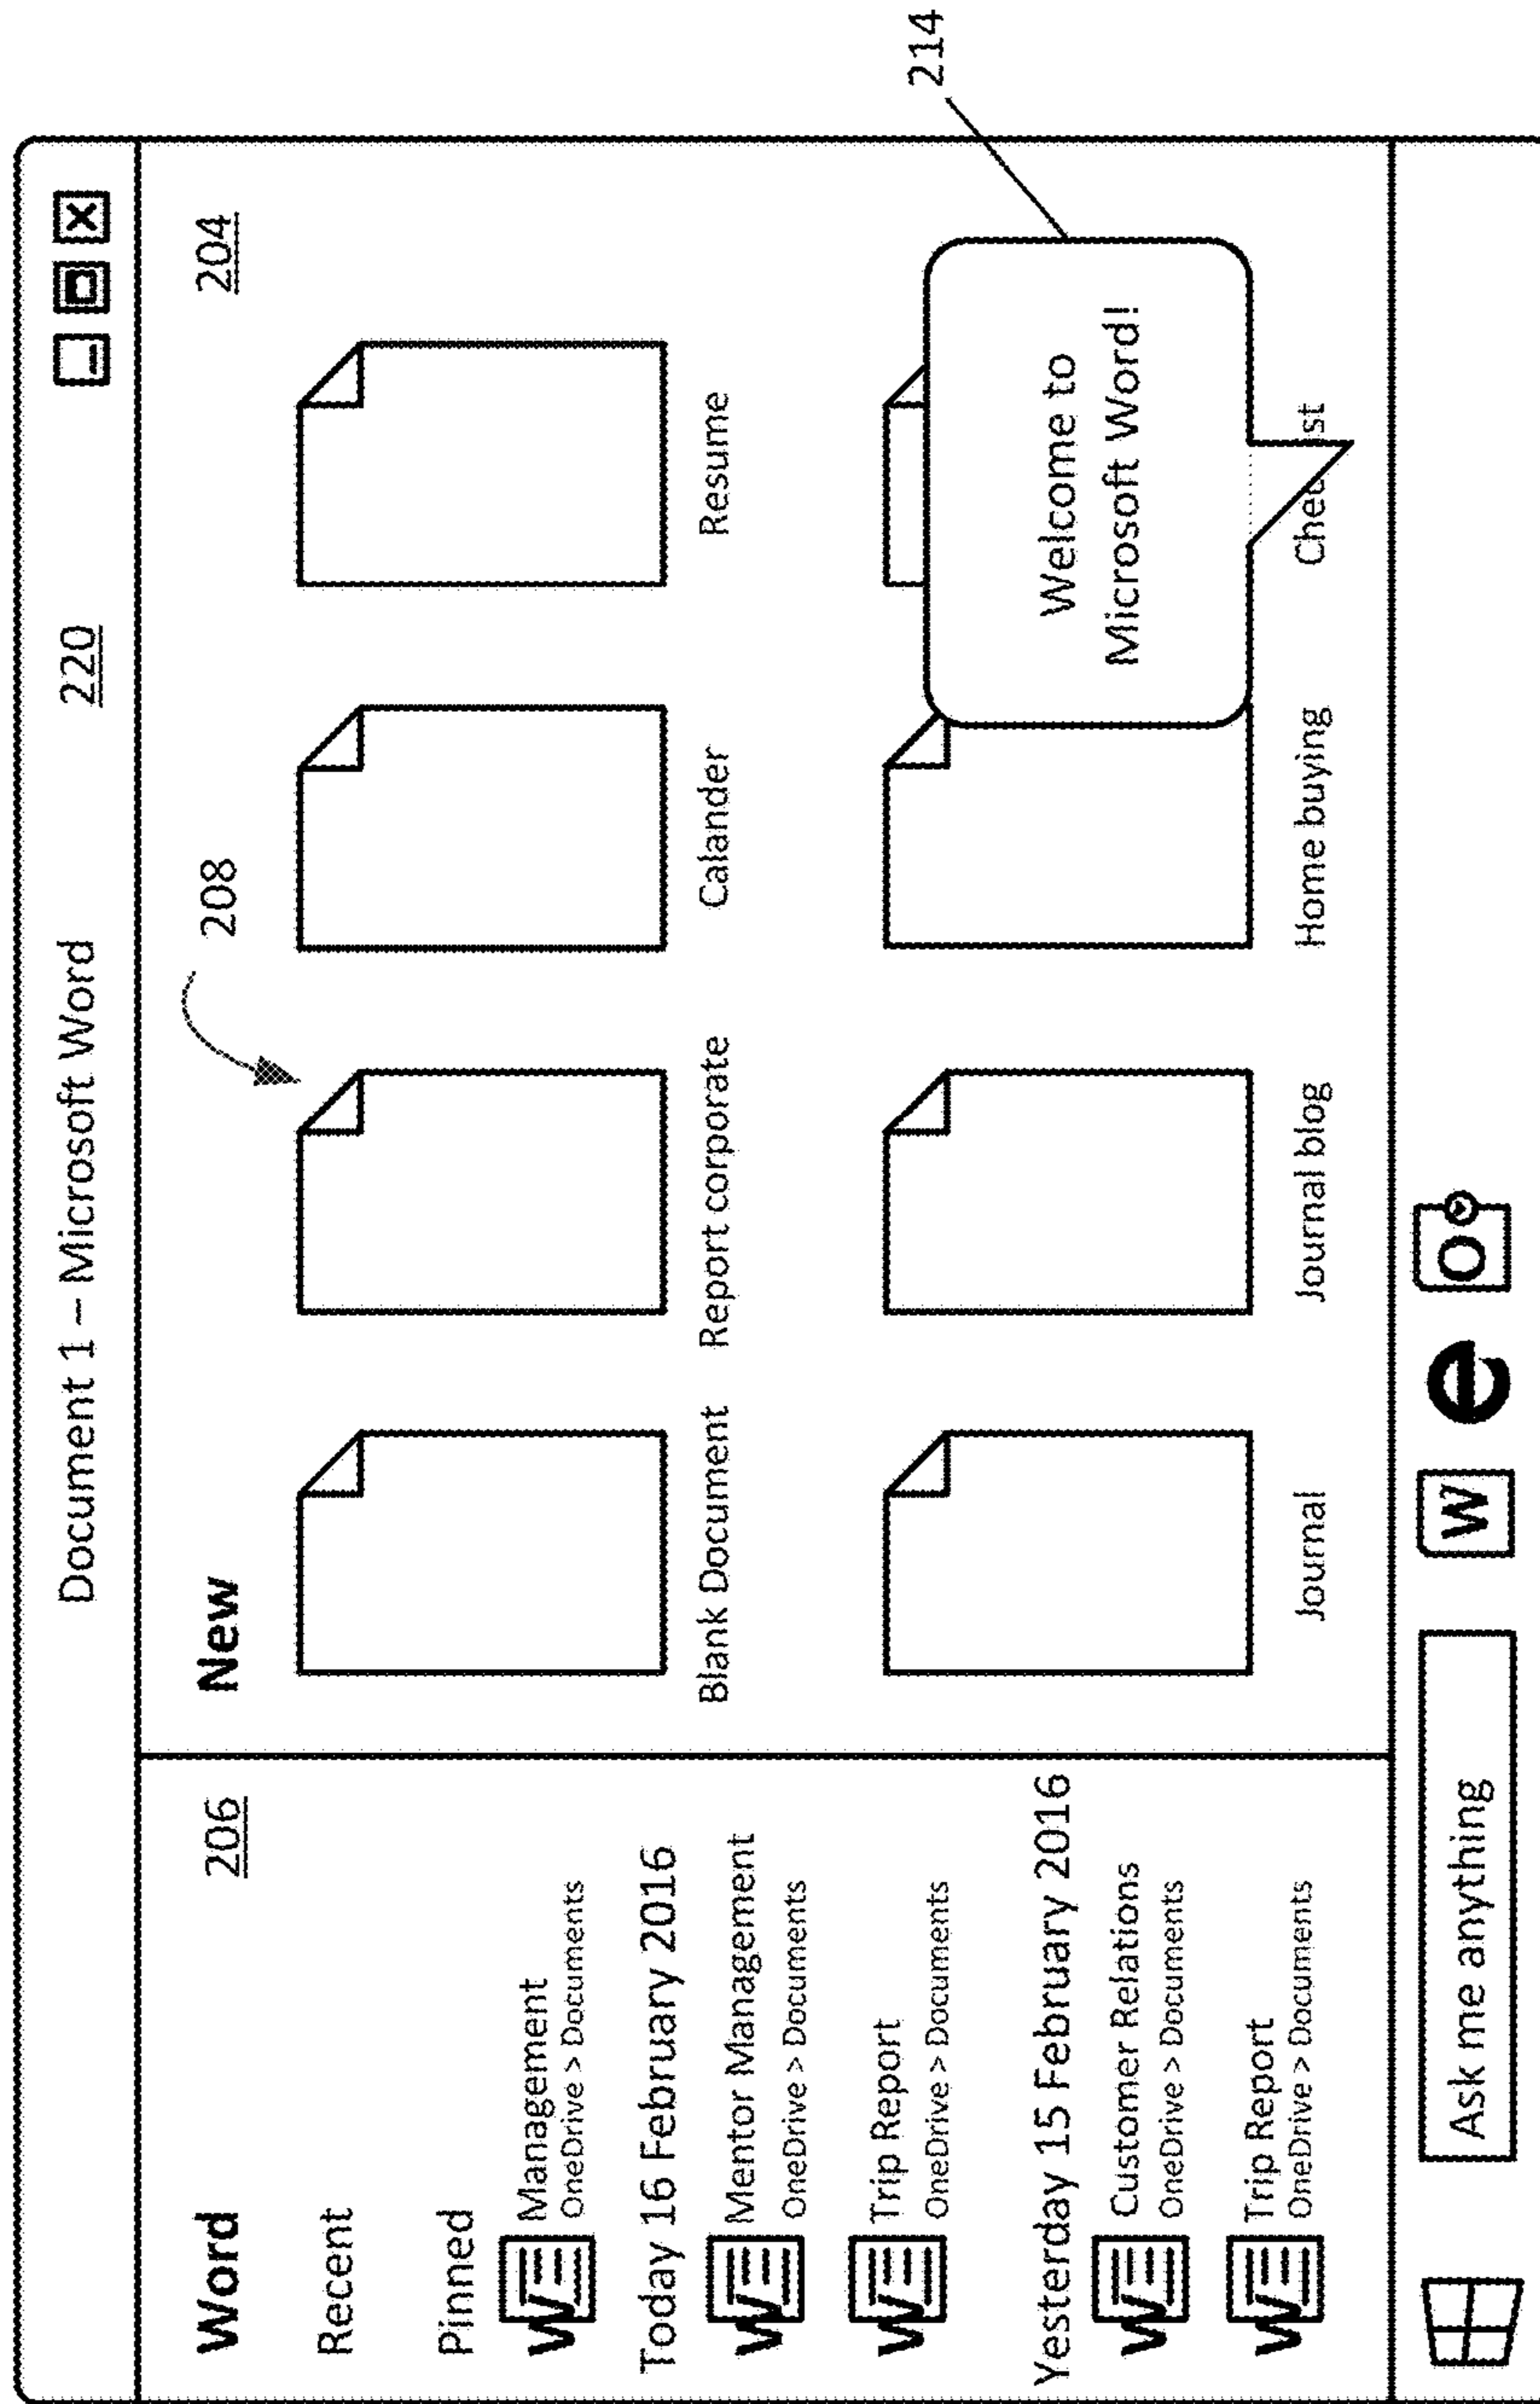 Document 1 – Microsoft Word
220
Word
206
Recent
Pinned
Management
OneDrive > Documents
Today 16 February 2016
Mentor Management
OneDrive > Documents
Trip Report
OneDrive > Documents
Yesterday 15 February 2016
Customer Relations
OneDrive > Documents
Trip Report
OneDrive > Documents
New
208
204
Blank Document
Report corporate
Calander
Resume
Journal
Journal blog
Home buying
Welcome to
Microsoft Word!
214
Ask me anything
W
e
O